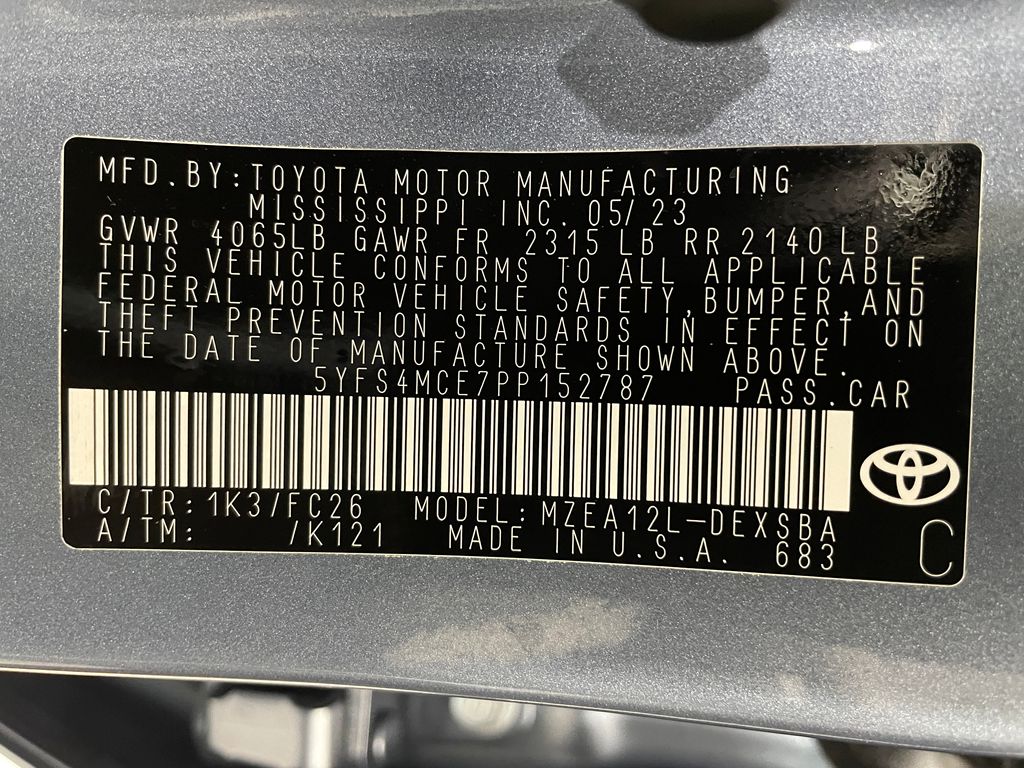 MFD.BY:TOYOTA MOTOR MANUFACTURING
MISSISSIPPI INC. 05/23
GVWR 4065LB GAWR FR 2315 LB RR 2140 LB
THIS VEHICLE CONFORMS TO ALL APPLICABLE
FEDERAL MOTOR VEHICLE SAFETY,BUMPER,AND
THEFT PREVENTION STANDARDS IN EFFECT ON
THE DATE OF MANUFACTURE SHOWN ABOVE.
5YFS4MCE7PP152787 PASS.CAR
C/TR:1K3/FC26 MODEL:MZEA12L-DEXSBA
A/TM: /K121 MADE IN U.S.A. 683
C